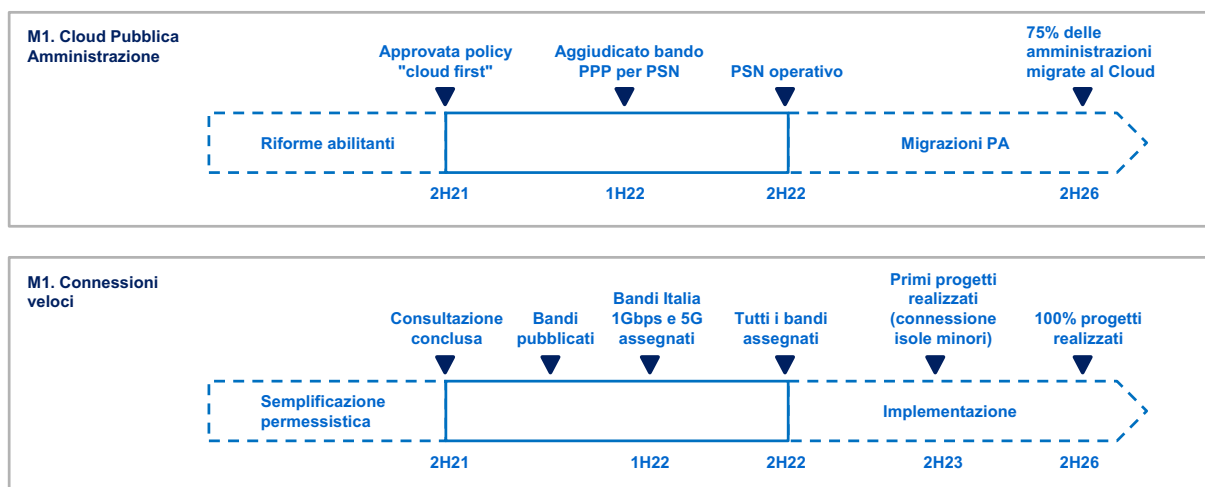 M1. Cloud Pubblica
Amministrazione
Approvata policy
"cloud first"
Aggiudicato bando
PPP per PSN
PSN operativo
75% delle
amministrazioni
migrate al Cloud
Riforme abilitanti
Migrazioni PA
2H21
1H22
2H22
2H26
M1. Connessioni
veloci
Consultazione
conclusa
Bandi
pubblicati
Bandi Italia
1Gbps e 5G
assegnati
Tutti i bandi
assegnati
Primi progetti
realizzati
(connessione
isole minori)
100% progetti
realizzati
Semplificazione
permessistica
Implementazione
2H21
1H22
2H22
2H23
2H26